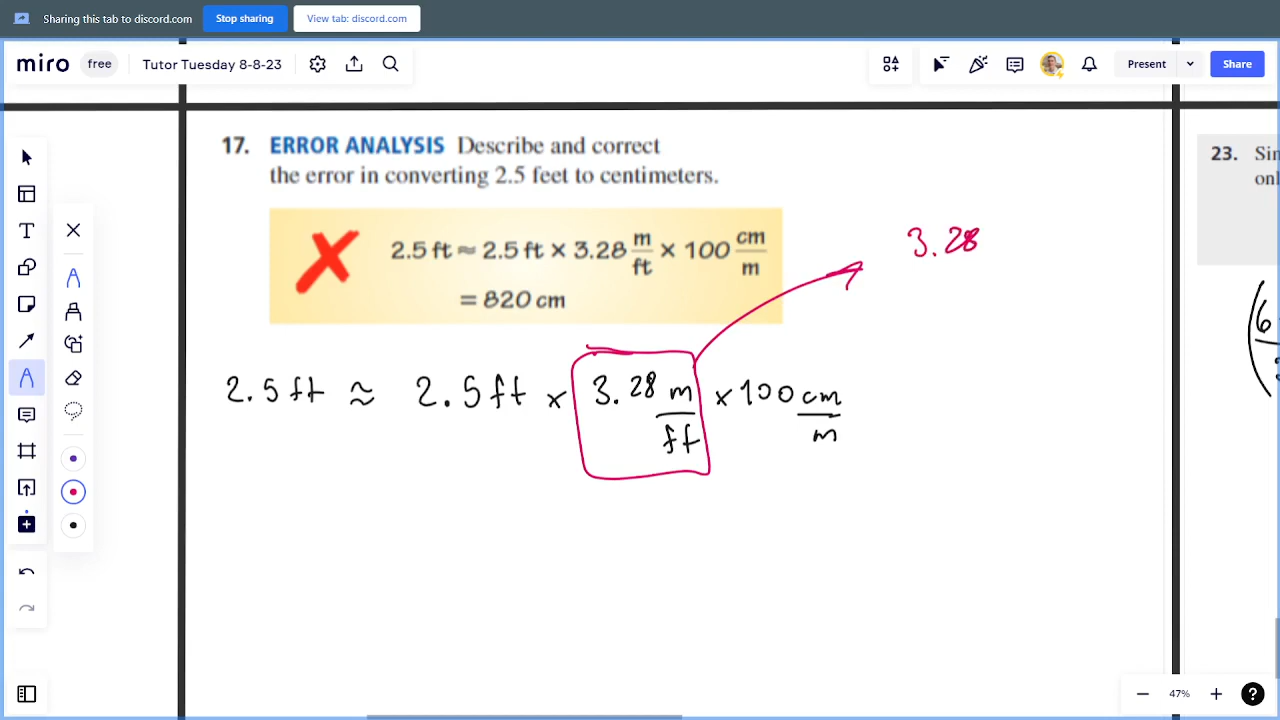 Sharing this tab to discord.com Stop sharing View tab: discord.com
miro free Tutor Tuesday 8-8-23 Present Share
17. ERROR ANALYSIS Describe and correct
the error in converting 2.5 feet to centimeters.
2.5 ft ≈ 2.5 ft × 3.28 m/ft × 100 cm/m
= 820 cm
3.28
2.5 ft ≈ 2.5 ft × 3.28 m/ft × 100 cm/m
23. Sin
onl
6
47%